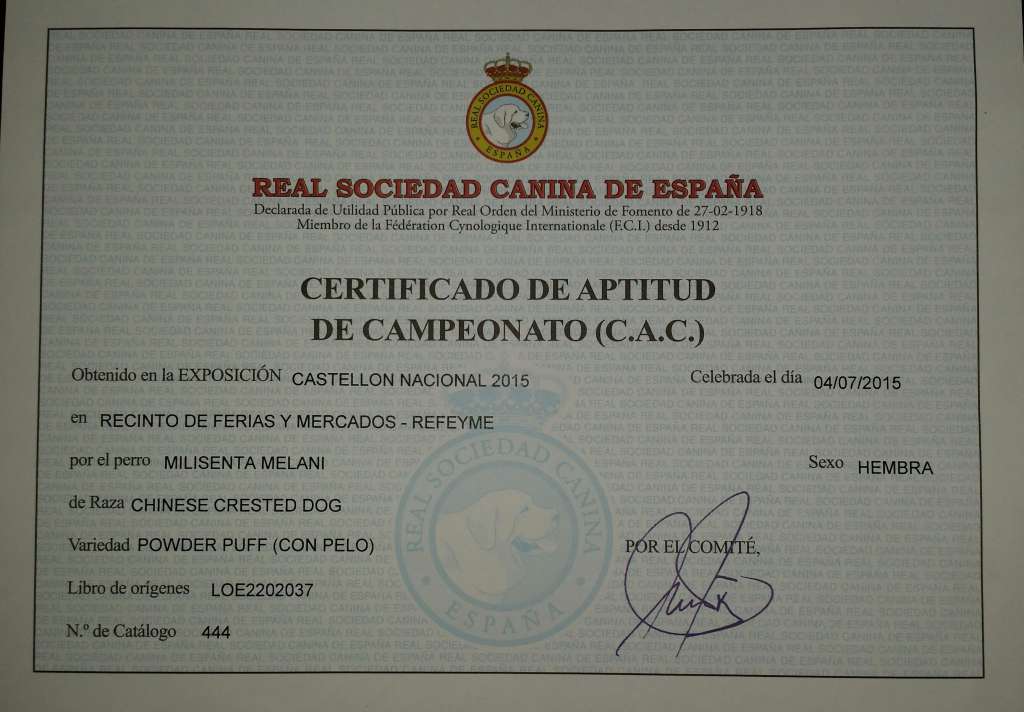 REAL SOCIEDAD CANINA
ESPAÑA
REAL SOCIEDAD CANINA DE ESPAÑA
Declarada de Utilidad Pública por Real Orden del Ministerio de Fomento de 27-02-1918
Miembro de la Fédération Cynologique Internationale (F.C.I.) desde 1912
CERTIFICADO DE APTITUD
DE CAMPEONATO (C.A.C.)
Obtenido en la EXPOSICIÓN CASTELLON NACIONAL 2015 Celebrada el día 04/07/2015
en RECINTO DE FERIAS Y MERCADOS - REFEYME
por el perro MILISENTA MELANI Sexo HEMBRA
de Raza CHINESE CRESTED DOG
Variedad POWDER PUFF (CON PELO)
POR EL COMITÉ,
Libro de orígenes LOE2202037
N.º de Catálogo 444
REAL SOCIEDAD CANINA
ESPAÑA